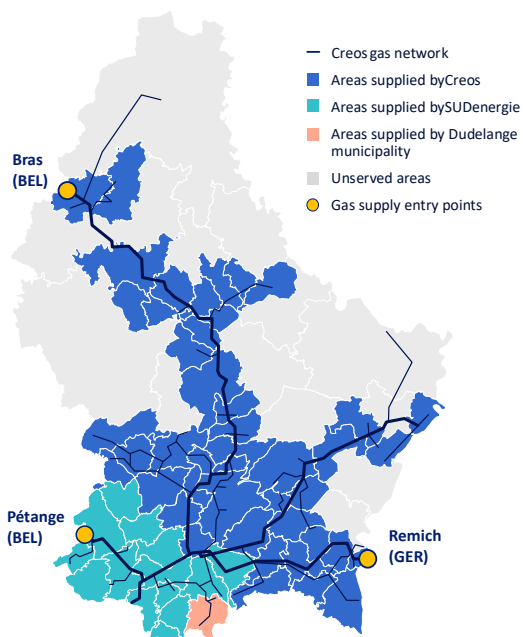 Creos gas network
Areas supplied byCreos
Areas supplied bySUDenergie
Areas supplied by Dudelange
municipality
Unserved areas
Gas supply entry points
Bras
(BEL)
Pétange
(BEL)
Remich
(GER)